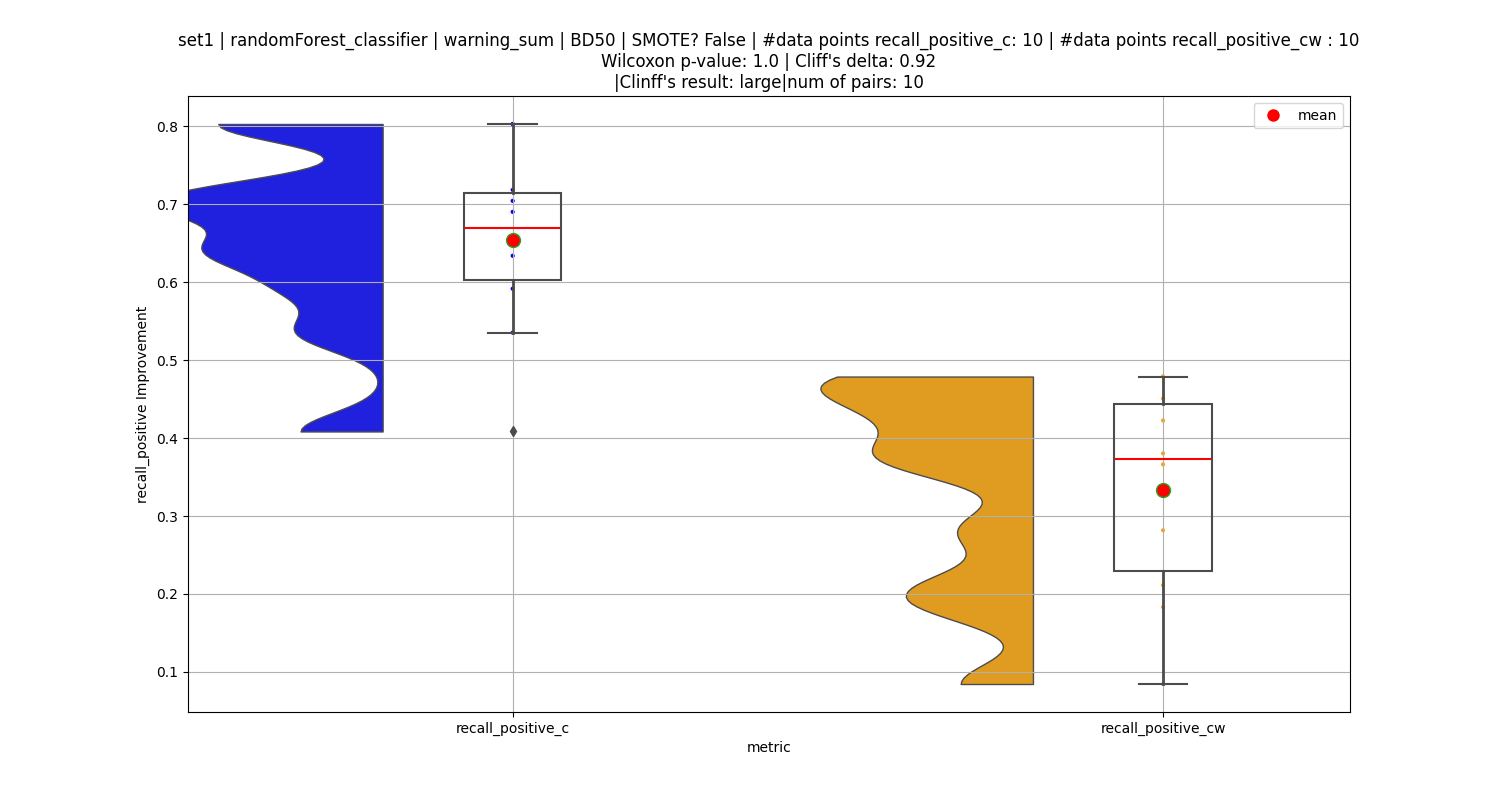 set1 | randomForest_classifier | warning_sum | BD50 | SMOTE? False | #data points recall_positive_c: 10 | #data points recall_positive_cw : 10
Wilcoxon p-value: 1.0 | Cliff's delta: 0.92
|Clinff's result: large|num of pairs: 10
mean
0.8
0.7
0.6
0.5
0.4
0.3
0.2
0.1
recall_positive Improvement
recall_positive_c
recall_positive_cw
metric